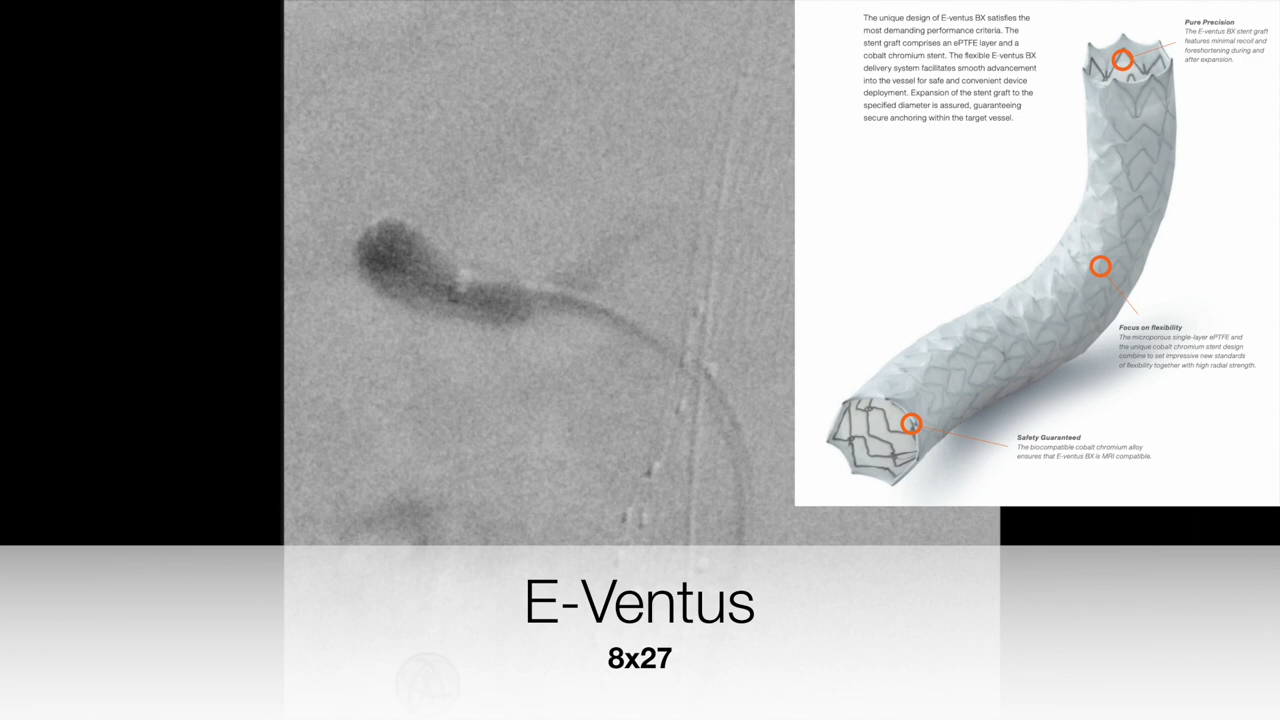 The unique design of E-ventus BX satisfies the
most demanding performance criteria. The
stent graft comprises an ePTFE layer and a
cobalt chromium stent. The flexible E-ventus BX
delivery system facilitates smooth advancement
into the vessel for safe and convenient device
deployment. Expansion of the stent graft to the
specified diameter is assured, guaranteeing
secure anchoring within the target vessel.
Pure Precision
The E-ventus BX stent graft
features minimal recoil and
foreshortening during and
after expansion.
Focus on flexibility
The microporous single-layer ePTFE and
the unique cobalt chromium stent design
combine to set impressive new standards
of flexibility together with high radial strength.
Safety Guaranteed
The biocompatible cobalt chromium alloy
ensures that E-ventus BX is MRI compatible.
E-Ventus
8x27